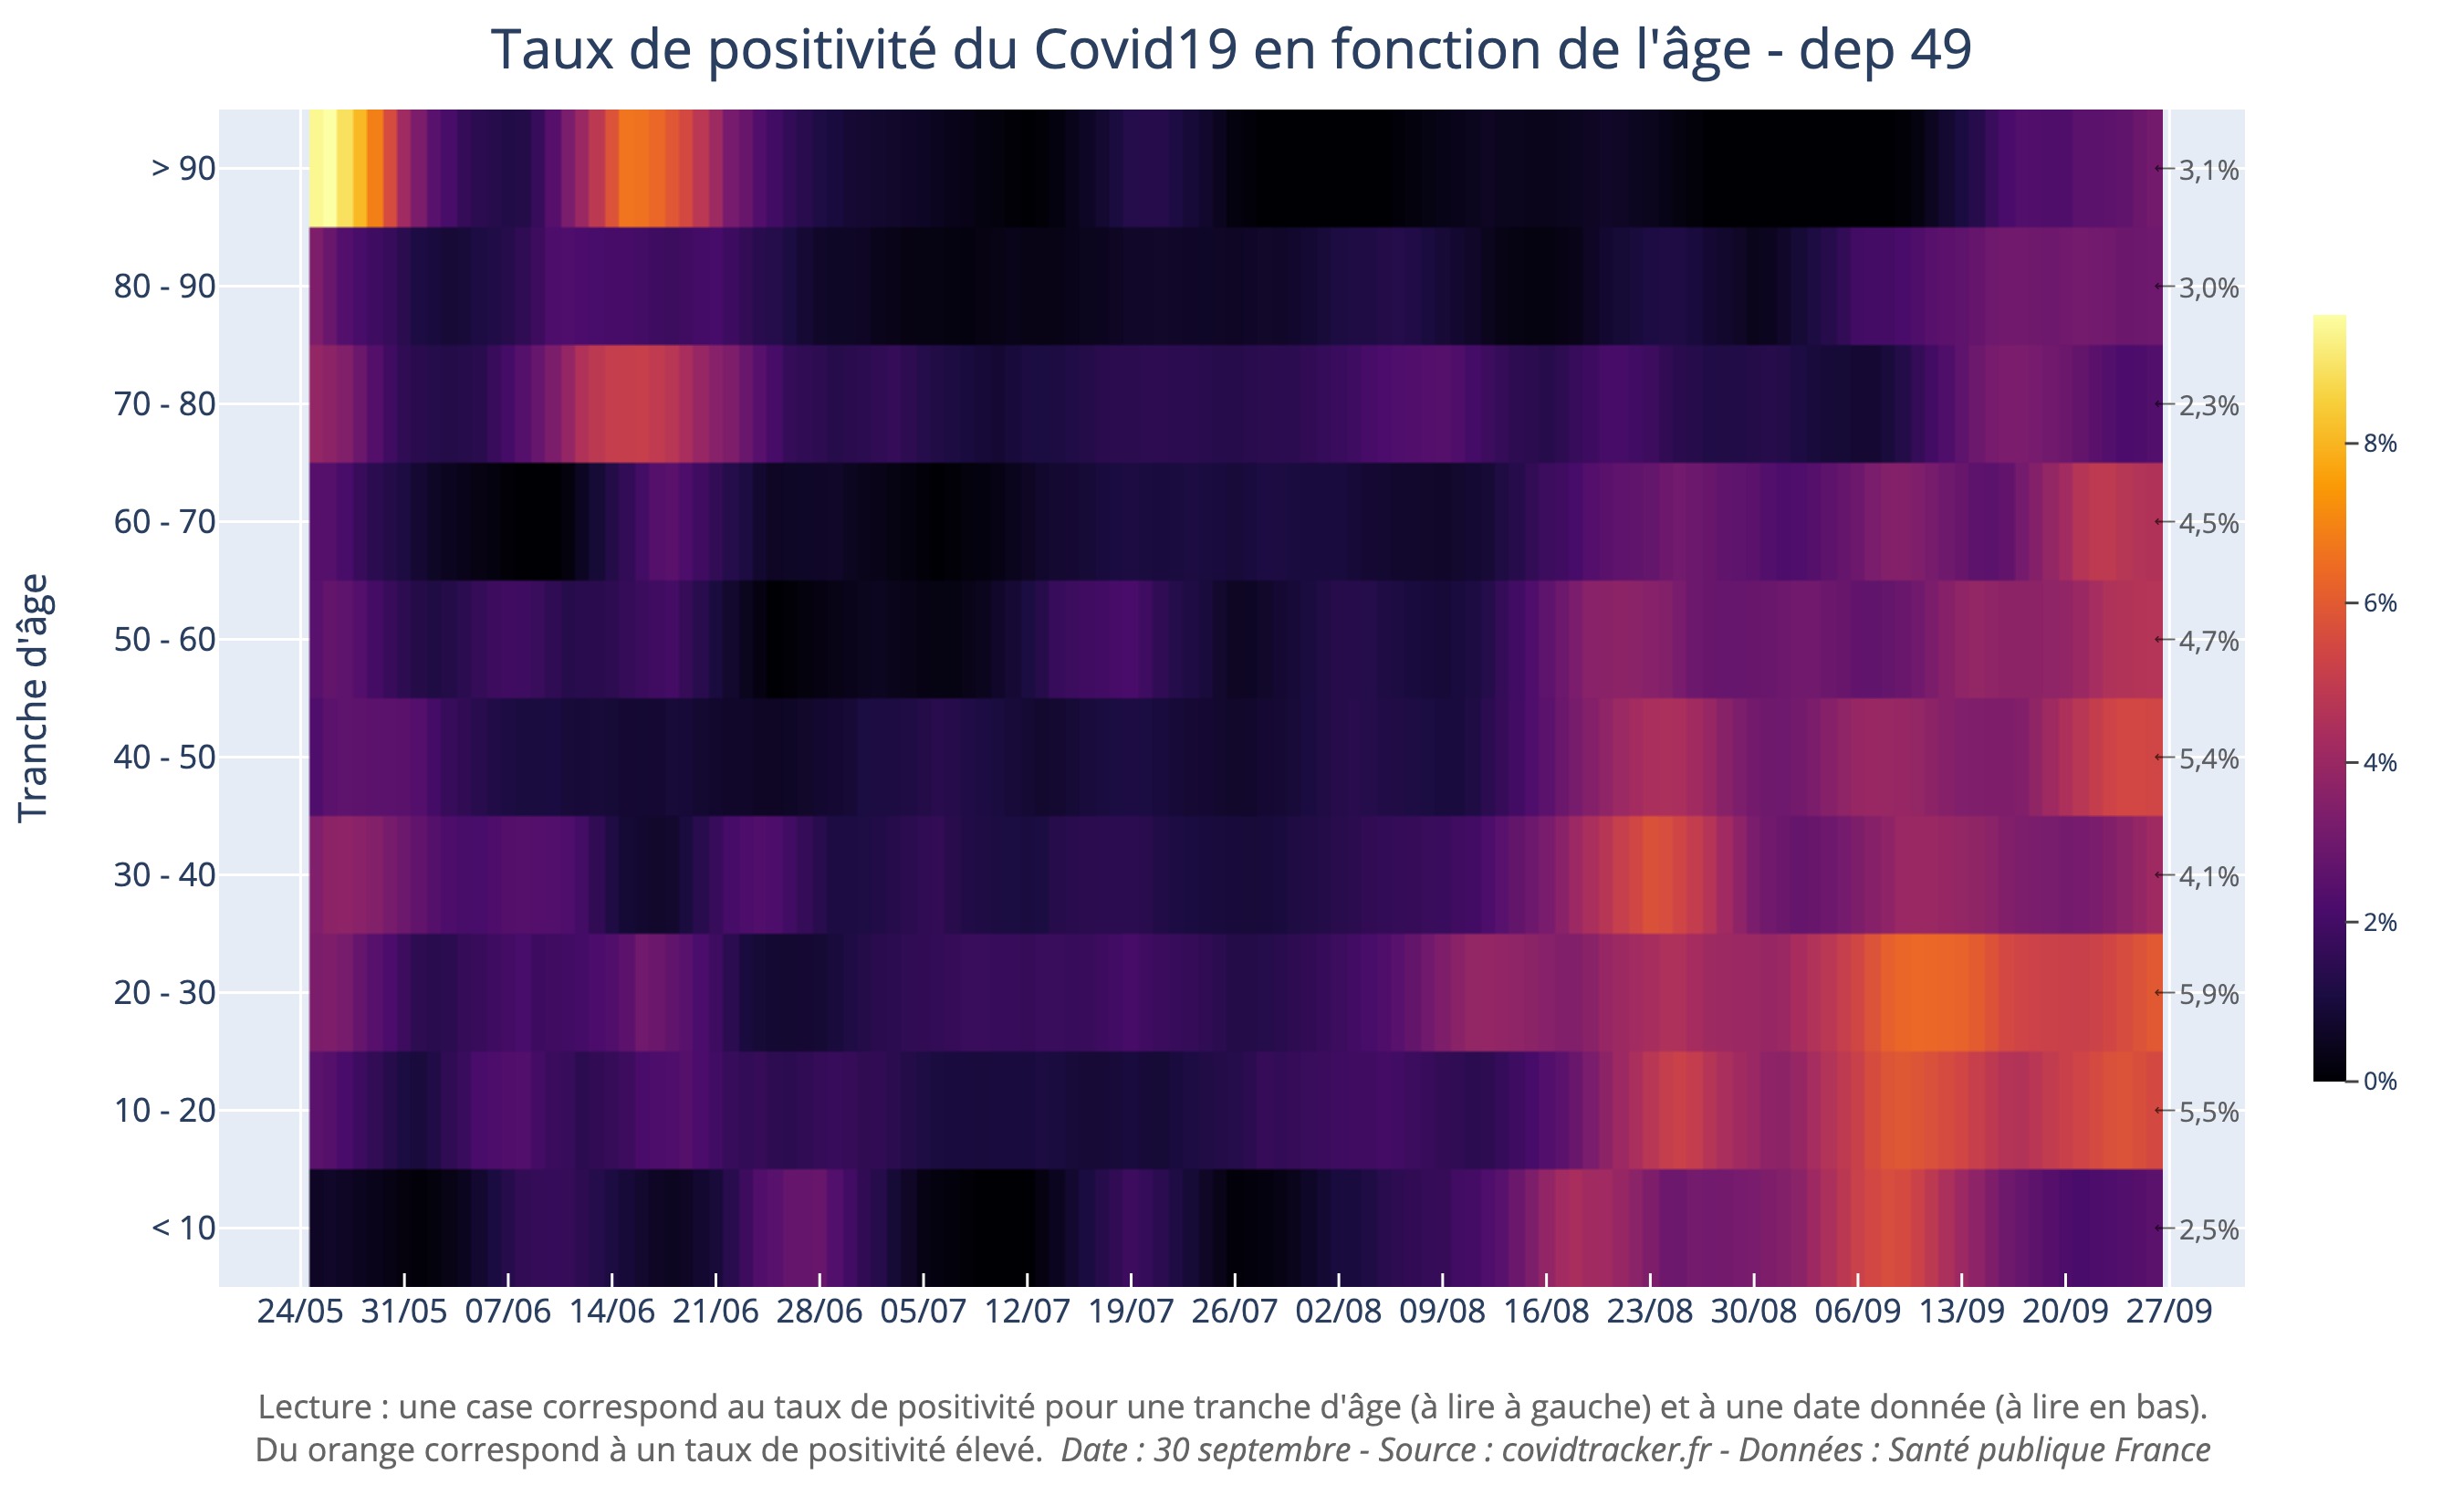 Taux de positivité du Covid19 en fonction de l'âge - dep 49
Tranche d'âge
> 90
80 - 90
70 - 80
60 - 70
50 - 60
40 - 50
30 - 40
20 - 30
10 - 20
< 10
3,1%
3,0%
2,3%
4,5%
4,7%
5,4%
4,1%
5,9%
5,5%
2,5%
8%
6%
4%
2%
0%
24/05 31/05 07/06 14/06 21/06 28/06 05/07 12/07 19/07 26/07 02/08 09/08 16/08 23/08 30/08 06/09 13/09 20/09 27/09
Lecture : une case correspond au taux de positivité pour une tranche d'âge (à lire à gauche) et à une date donnée (à lire en bas).
Du orange correspond à un taux de positivité élevé. Date : 30 septembre - Source : covidtracker.fr - Données : Santé publique France